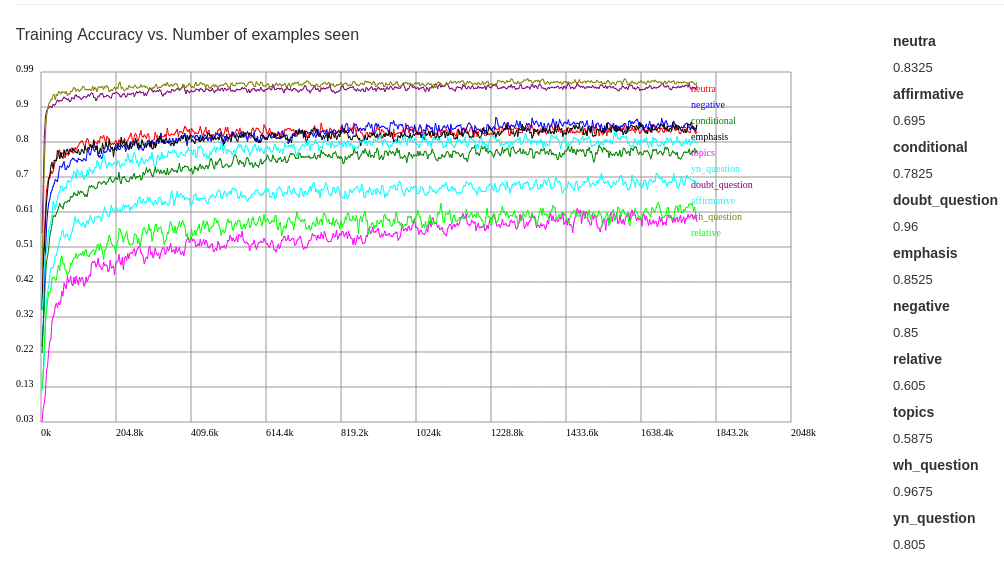 Training Accuracy vs. Number of examples seen
0.99
0.9
0.8
0.7
0.61
0.51
0.42
0.32
0.22
0.13
0.03
0k
204.8k
409.6k
614.4k
819.2k
1024k
1228.8k
1433.6k
1638.4k
1843.2k
2048k
neutra
negative
conditional
emphasis
topics
yn_question
doubt_question
affirmative
wh_question
relative
neutra
0.8325
affirmative
0.695
conditional
0.7825
doubt_question
0.96
emphasis
0.8525
negative
0.85
relative
0.605
topics
0.5875
wh_question
0.9675
yn_question
0.805